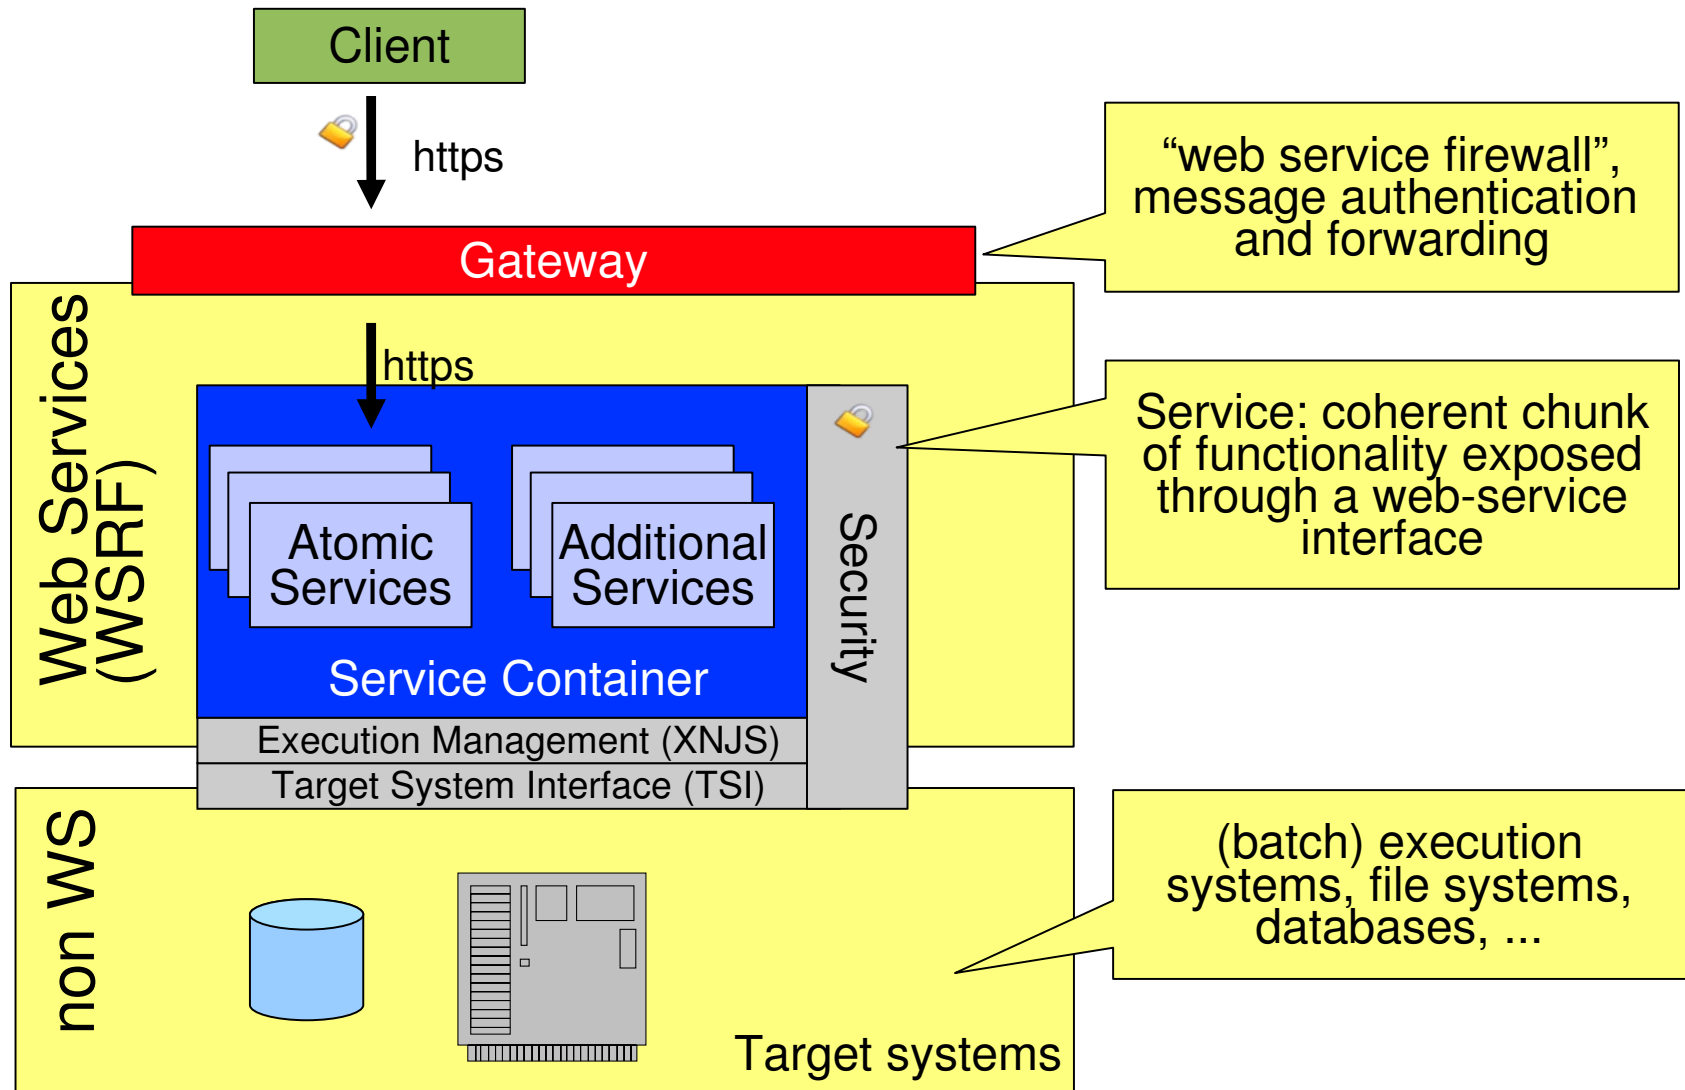 Client
https
“web service firewall”,
message authentication
and forwarding
Gateway
Web Services
(WSRF)
https
Service: coherent chunk
of functionality exposed
through a web-service
interface
Atomic
Services
Additional
Services
Security
Service Container
Execution Management (XNJS)
Target System Interface (TSI)
non WS
(batch) execution
systems, file systems,
databases, ...
Target systems